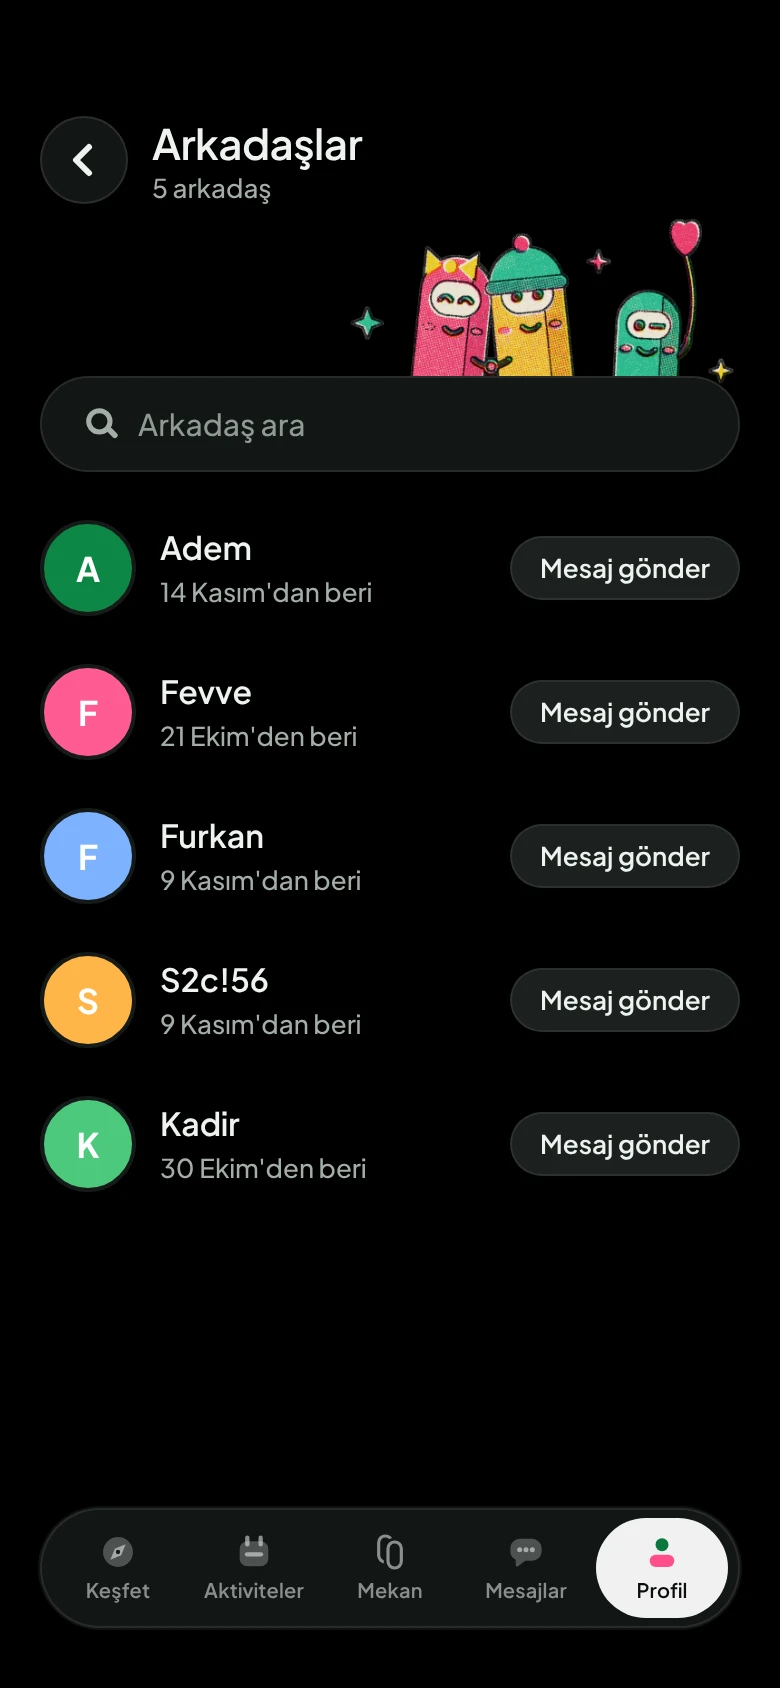 Arkadaşlar
5 arkadaş
Arkadaş ara
A
Adem
14 Kasım'dan beri
Mesaj gönder
F
Fevve
21 Ekim'den beri
Mesaj gönder
F
Furkan
9 Kasım'dan beri
Mesaj gönder
S
S2c!56
9 Kasım'dan beri
Mesaj gönder
K
Kadir
30 Ekim'den beri
Mesaj gönder
Keşfet
Aktiviteler
Mekan
Mesajlar
Profil